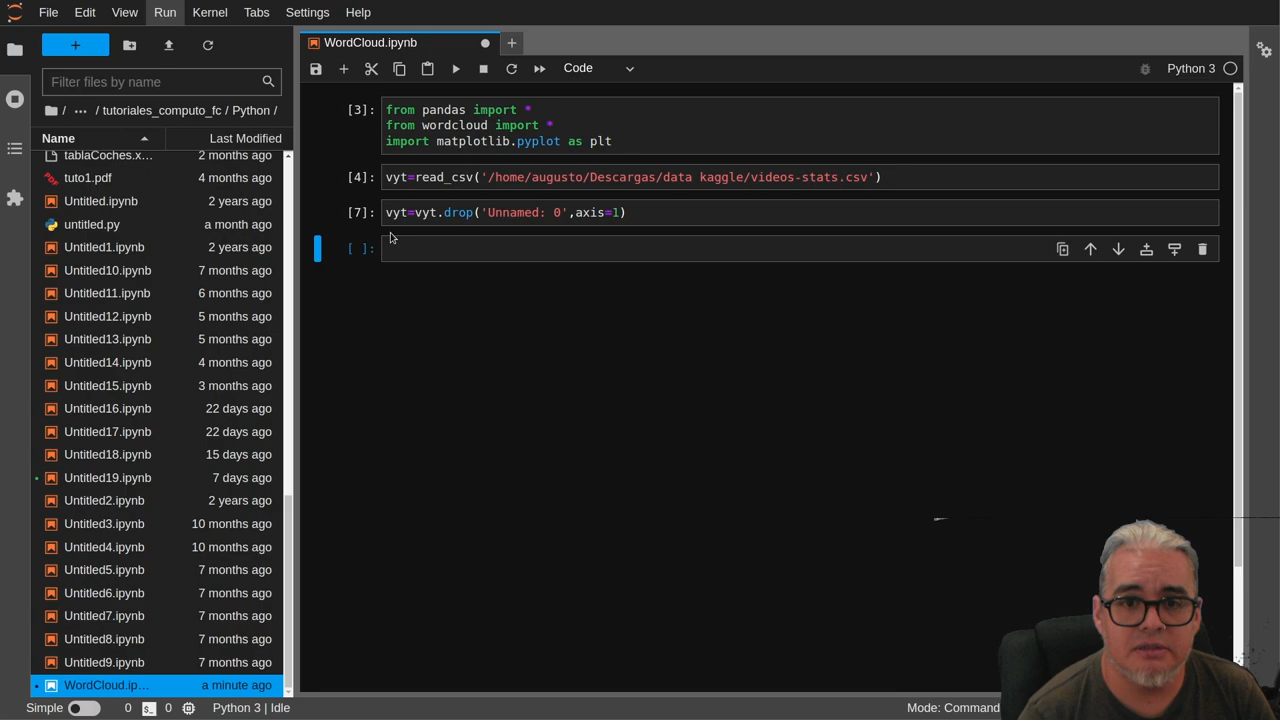 File Edit View Run Kernel Tabs Settings Help
+
WordCloud.ipynb
+
Filter files by name
Code
Python 3
/ ... / tutoriales_computo_fc / Python /
Name Last Modified
tablaCoches.x… 2 months ago
tuto1.pdf 4 months ago
Untitled.ipynb 2 years ago
untitled.py a month ago
Untitled1.ipynb 2 years ago
Untitled10.ipynb 7 months ago
Untitled11.ipynb 6 months ago
Untitled12.ipynb 5 months ago
Untitled13.ipynb 5 months ago
Untitled14.ipynb 4 months ago
Untitled15.ipynb 3 months ago
Untitled16.ipynb 22 days ago
Untitled17.ipynb 22 days ago
Untitled18.ipynb 15 days ago
Untitled19.ipynb 7 days ago
Untitled2.ipynb 2 years ago
Untitled3.ipynb 10 months ago
Untitled4.ipynb 10 months ago
Untitled5.ipynb 7 months ago
Untitled6.ipynb 7 months ago
Untitled7.ipynb 7 months ago
Untitled8.ipynb 7 months ago
Untitled9.ipynb 7 months ago
WordCloud.ip… a minute ago
[3]: from pandas import *
from wordcloud import *
import matplotlib.pyplot as plt
[4]: vyt=read_csv('/home/augusto/Descargas/data kaggle/videos-stats.csv')
[7]: vyt=vyt.drop('Unnamed: 0',axis=1)
[ ]:
Simple 0 0 Python 3 | Idle Mode: Command